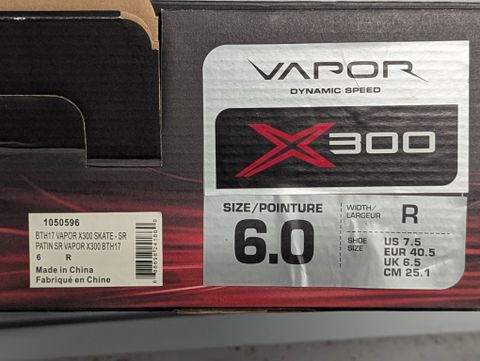 VAPOR
DYNAMIC SPEED
X300
SIZE/POINTURE
6.0
WIDTH/
LARGEUR
R
SHOE
SIZE
US 7.5
EUR 40.5
UK 6.5
CM 25.1
1050596
BTH17 VAPOR X300 SKATE - SR
PATIN SR VAPOR X300 BTH17
6 R
Made in China
Fabriqué en Chine